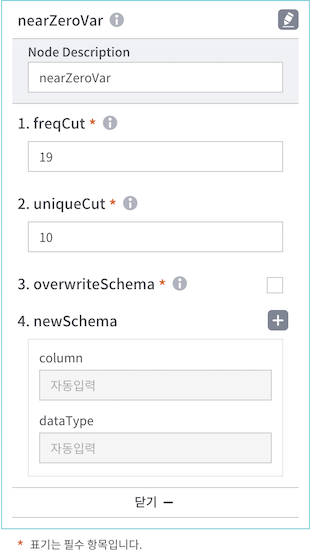 nearZeroVar
Node Description
nearZeroVar
1. freqCut *
19
2. uniqueCut *
10
3. overwriteSchema *
4. newSchema
column
자동입력
dataType
자동입력
닫기
* 표기는 필수 항목입니다.